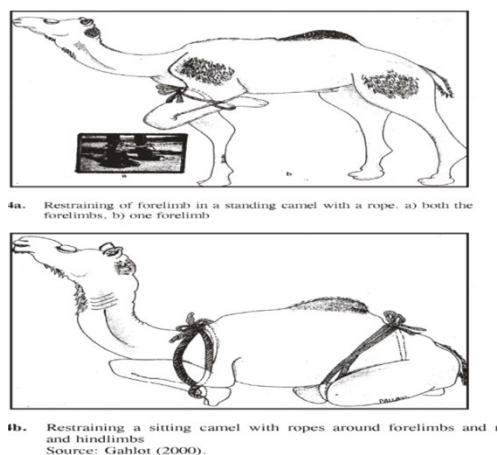 a
b
4a. Restraining of forelimb in a standing camel with a rope. a) both the
forelimbs, b) one forelimb
4b. Restraining a sitting camel with ropes around forelimbs and
and hindlimbs
Source: Gahlot (2000).